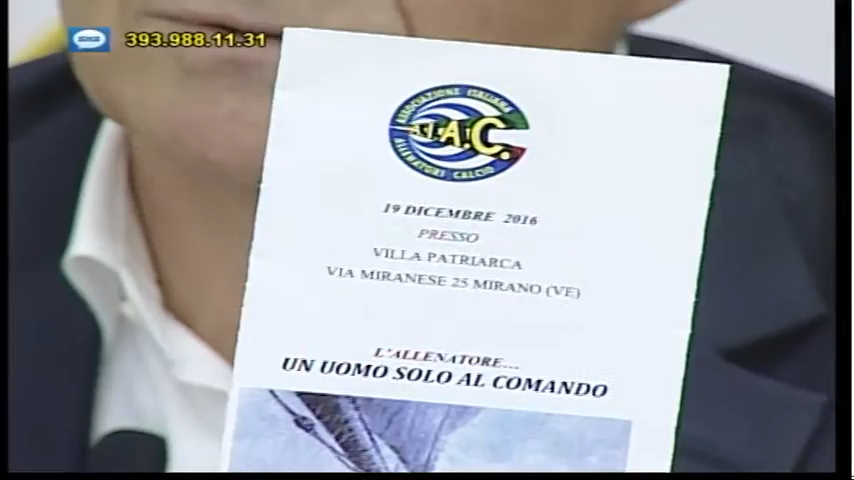 393.988.11.31
ASSOCIAZIONE ITALIANA
A.I.A.C.
ALLENATORI CALCIO
19 DICEMBRE 2016
PRESSO
VILLA PATRIARCA
VIA MIRANESE 25 MIRANO (VE)
L'ALLENATORE...
UN UOMO SOLO AL COMANDO